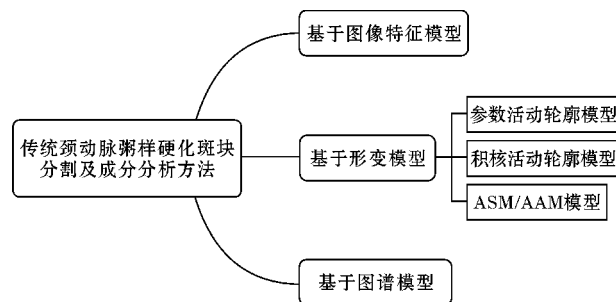 基于图像特征模型
传统颈动脉粥样硬化斑块
分割及成分分析方法
基于形变模型
参数活动轮廓模型
积核活动轮廓模型
ASM/AAM模型
基于图谱模型